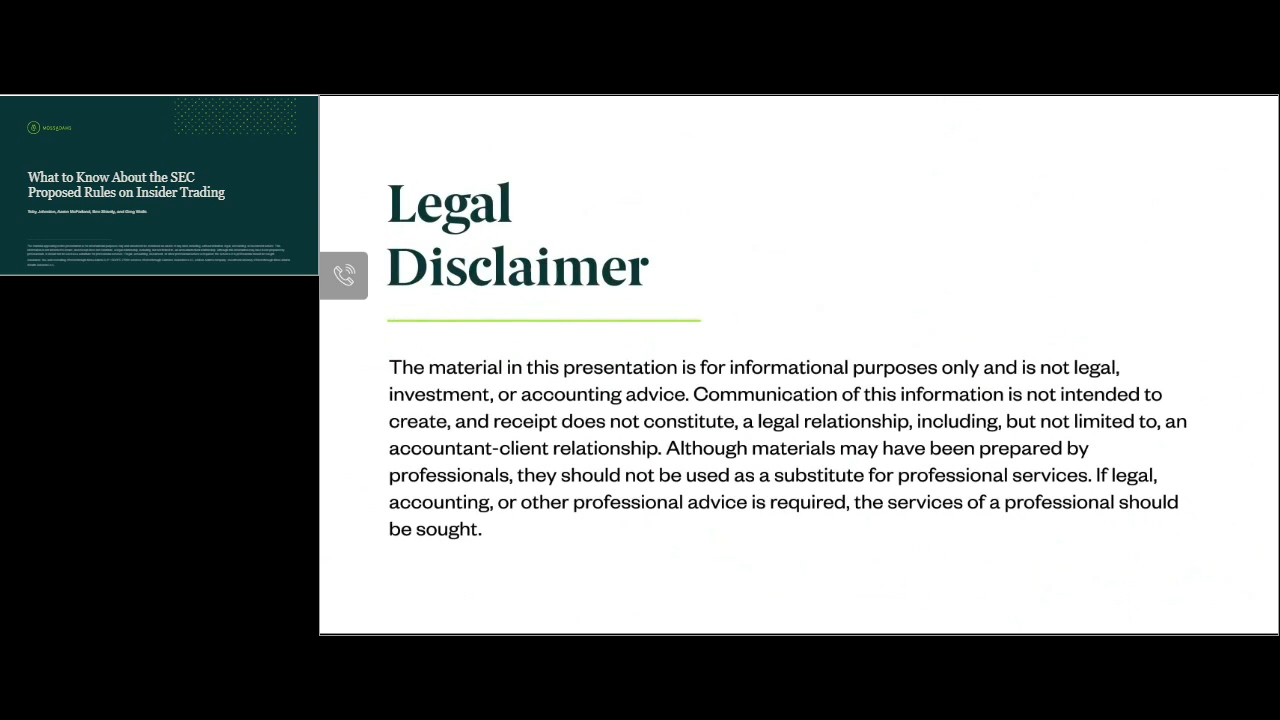 MOSSADAMS
What to Know About the SEC
Proposed Rules on Insider Trading
Legal
Disclaimer
The material in this presentation is for informational purposes only and is not legal,
investment, or accounting advice. Communication of this information is not intended to
create, and receipt does not constitute, a legal relationship, including, but not limited to, an
accountant-client relationship. Although materials may have been prepared by
professionals, they should not be used as a substitute for professional services. If legal,
accounting, or other professional advice is required, the services of a professional should
be sought.